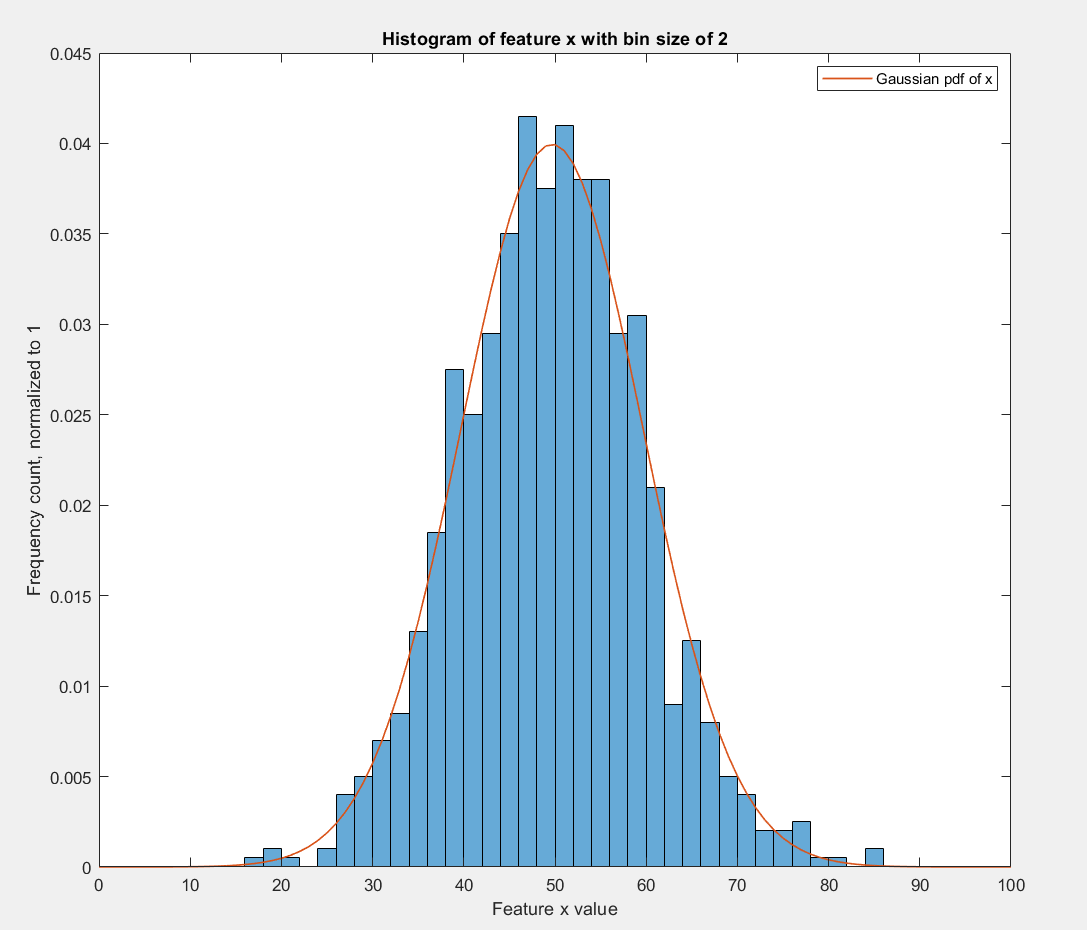 Histogram of feature x with bin size of 2
Gaussian pdf of x
0.045
0.04
0.035
0.03
0.025
0.02
0.015
0.01
0.005
0
Frequency count, normalized to 1
0 10 20 30 40 50 60 70 80 90 100
Feature x value